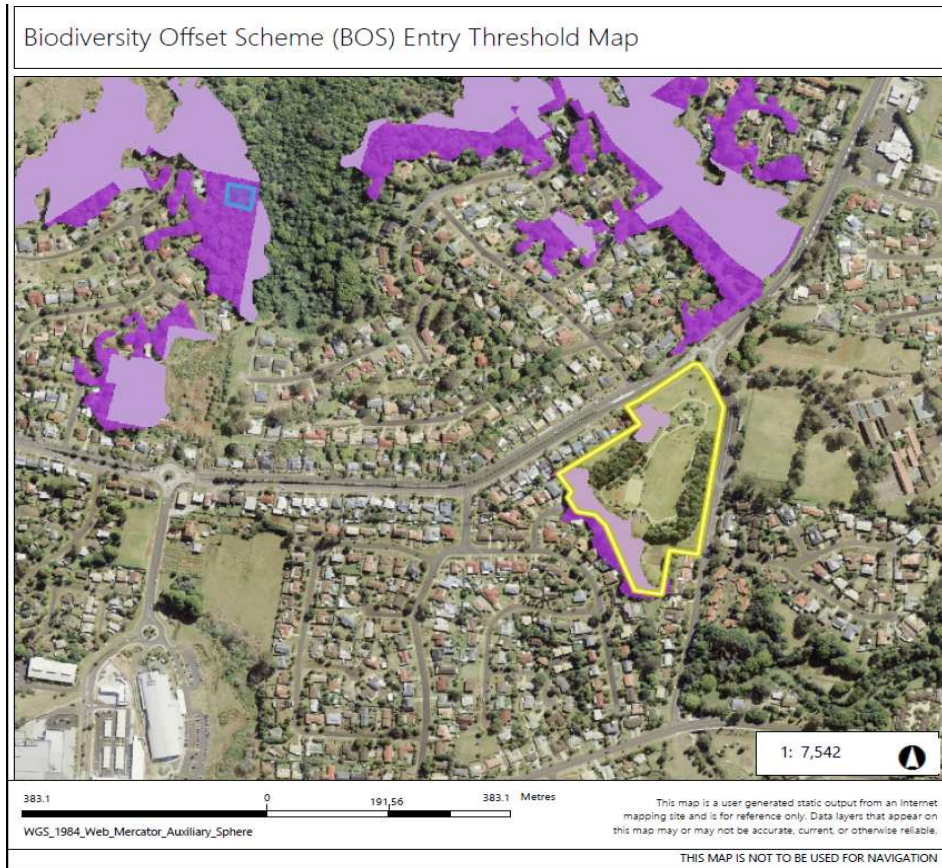 Biodiversity Offset Scheme (BOS) Entry Threshold Map
1: 7,542
383.1 0 191.56 383.1 Metres
WGS_1984_Web_Mercator_Auxiliary_Sphere
This map is a user generated static output from an Internet
mapping site and is for reference only. Data layers that appear on
this map may or may not be accurate, current, or otherwise reliable.
THIS MAP IS NOT TO BE USED FOR NAVIGATION